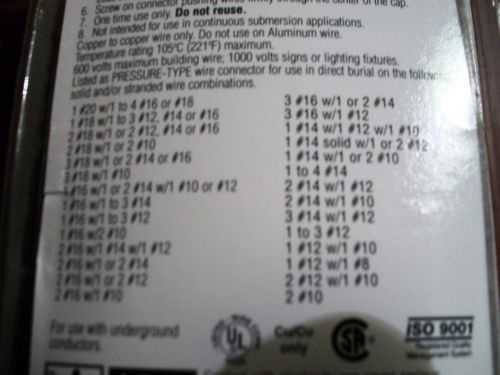 6. Screw on connector pushing wires firmly through the center of the cap.
7. One time use only. Do not reuse.
8. Not intended for use in continuous submersion applications.
Copper to copper wire only. Do not use on Aluminum wire.
Temperature rating 105°C (221°F) maximum.
600 volts maximum building wire; 1000 volts signs or lighting fixtures.
Listed as PRESSURE-TYPE wire connector for use in direct burial on the
solid and/or stranded wire combinations.
1 #20 w/1 to 4 #16 or #18
1 #18 w/1 to 3 #12, #14 or #16
2 #18 w/1 or 2 #12, #14 or #16
2 #18 w/1 or 2 #10
3 #18 w/1 or 2 #14 or #16
3 #18 w/1 #10
1 #16 w/1 or 2 #14 w/1 #10 or #12
1 #16 w/1 to 3 #14
1 #16 w/1 to 3 #12
1 #16 w/2 #10
2 #16 w/1 #14 w/1 #12
2 #16 w/1 or 2 #14
2 #16 w/1 or 2 #12
2 #16 w/1 #10
3 #16 w/1 or 2 #14
3 #16 w/1 #12
1 #14 w/1 #12 w/1 #10
1 #14 solid w/1 or 2 #12
1 #14 w/1 or 2 #10
1 to 4 #14
2 #14 w/1 #12
2 #14 w/1 #10
3 #14 w/1 #12
1 to 3 #12
1 #12 w/1 #10
1 #12 w/1 #8
2 #12 w/1 #10
2 #10
For use with underground
conductors.
UL
Cu/Cu
only
SA
ISO 9001
Registered Quality
Management System